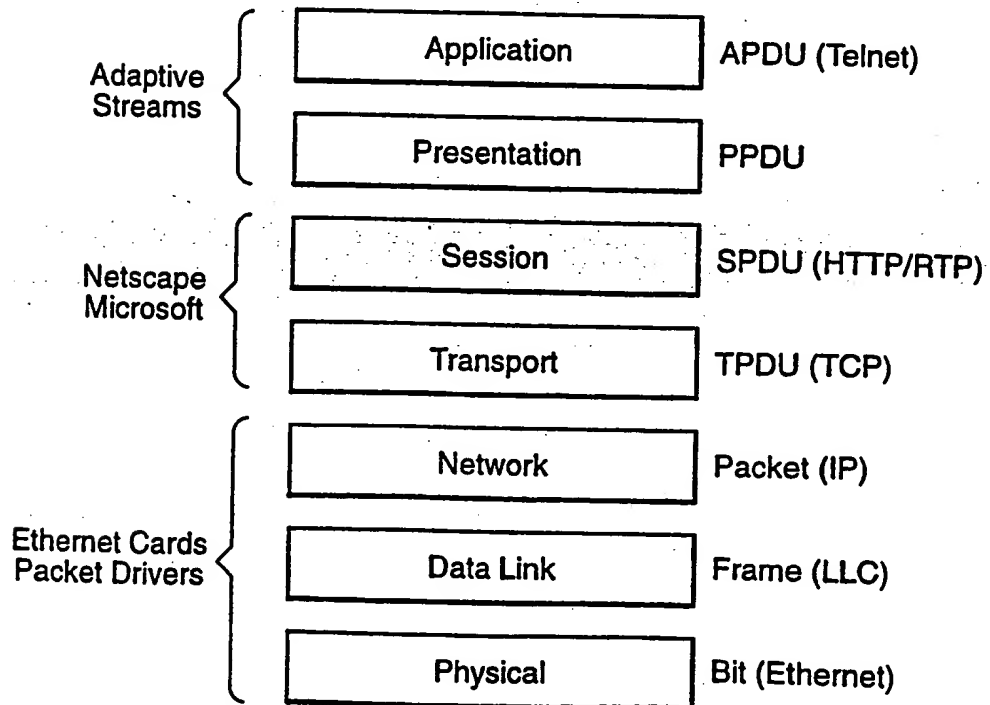 Application
APDU (Telnet)
Adaptive
Streams
Presentation
PPDU
Session
SPDU (HTTP/RTP)
Netscape
Microsoft
Transport
TPDU (TCP)
Network
Packet (IP)
Ethernet Cards
Packet Drivers
Data Link
Frame (LLC)
Physical
Bit (Ethernet)